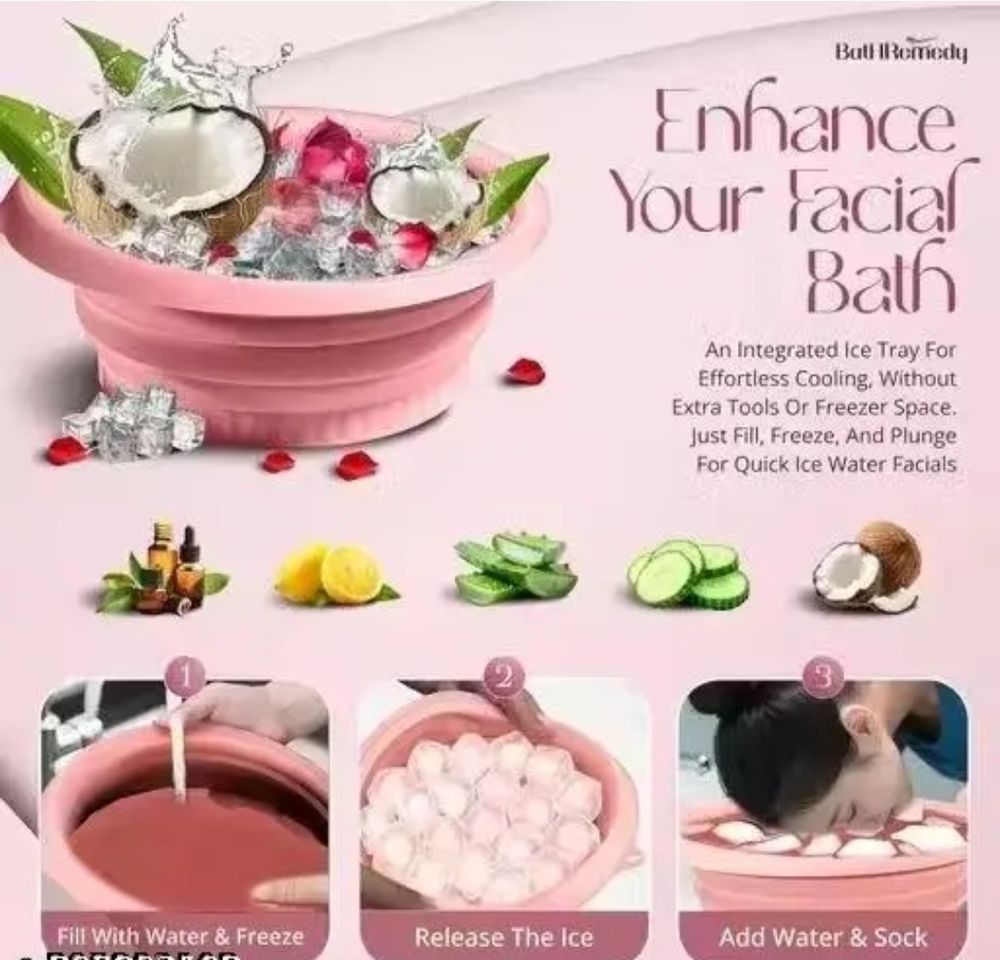 BatHRemedy
Enhance
Your Facial
Bath
An Integrated Ice Tray For
Effortless Cooling, Without
Extra Tools Or Freezer Space.
Just Fill, Freeze, And Plunge
For Quick Ice Water Facials
1
2
3
Fill With Water & Freeze
Release The Ice
Add Water & Sock